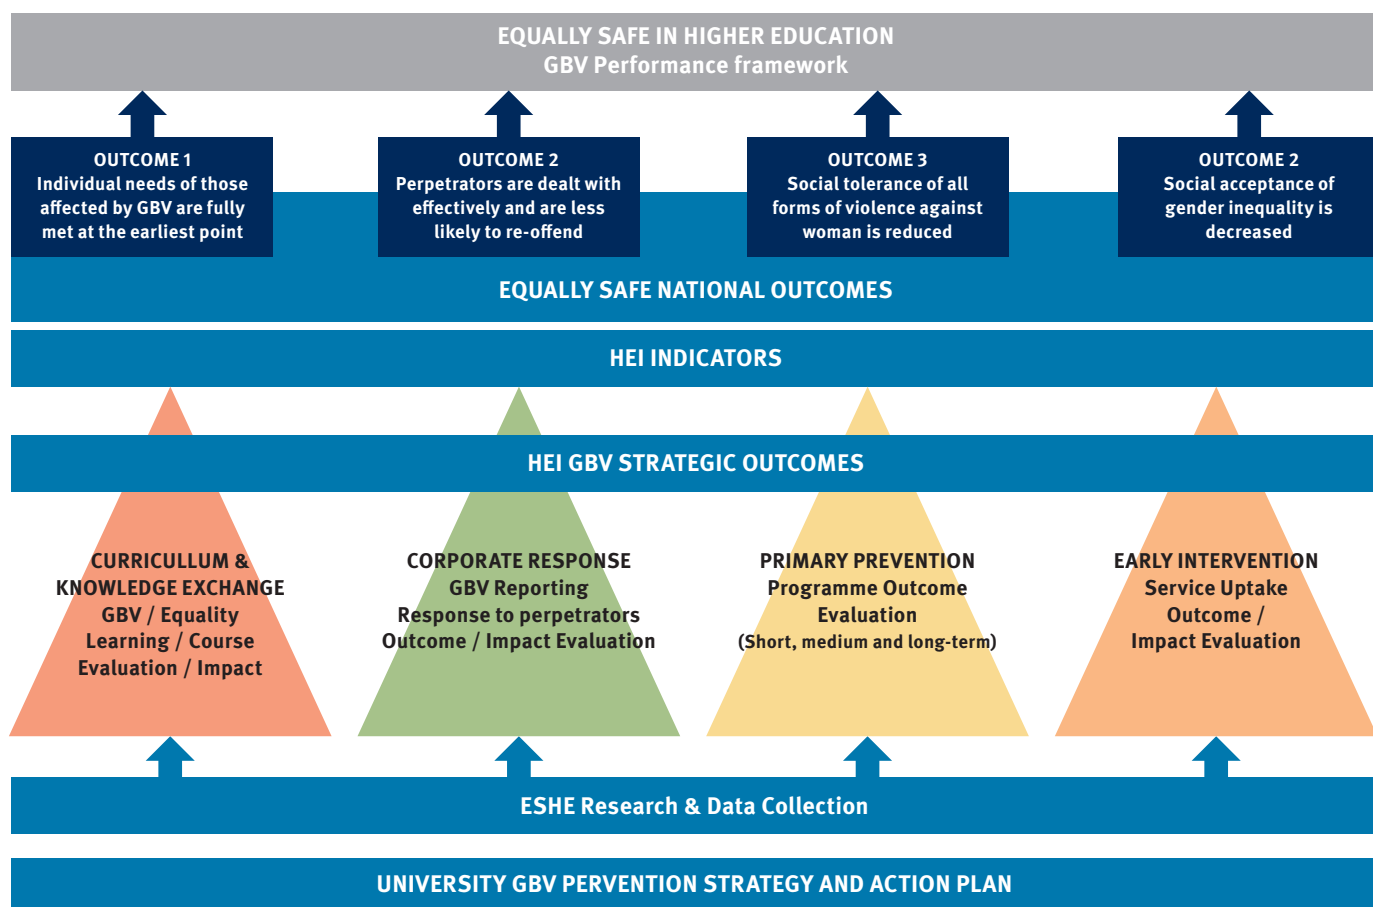 EQUALLY SAFE IN HIGHER EDUCATION
GBV Performance framework
OUTCOME 1
Individual needs of those
affected by GBV are fully
met at the earliest point
OUTCOME 2
Perpetrators are dealt with
effectively and are less
likely to re-offend
OUTCOME 3
Social tolerance of all
forms of violence against
woman is reduced
OUTCOME 2
Social acceptance of
gender inequality is
decreased
EQUALLY SAFE NATIONAL OUTCOMES
HEI INDICATORS
HEI GBV STRATEGIC OUTCOMES
CURRICULLUM &
KNOWLEDGE EXCHANGE
GBV / Equality
Learning / Course
Evaluation / Impact
CORPORATE RESPONSE
GBV Reporting
Response to perpetrators
Outcome / Impact Evaluation
PRIMARY PREVENTION
Programme Outcome
Evaluation
(Short, medium and long-term)
EARLY INTERVENTION
Service Uptake
Outcome /
Impact Evaluation
ESHE Research & Data Collection
UNIVERSITY GBV PERVENTION STRATEGY AND ACTION PLAN